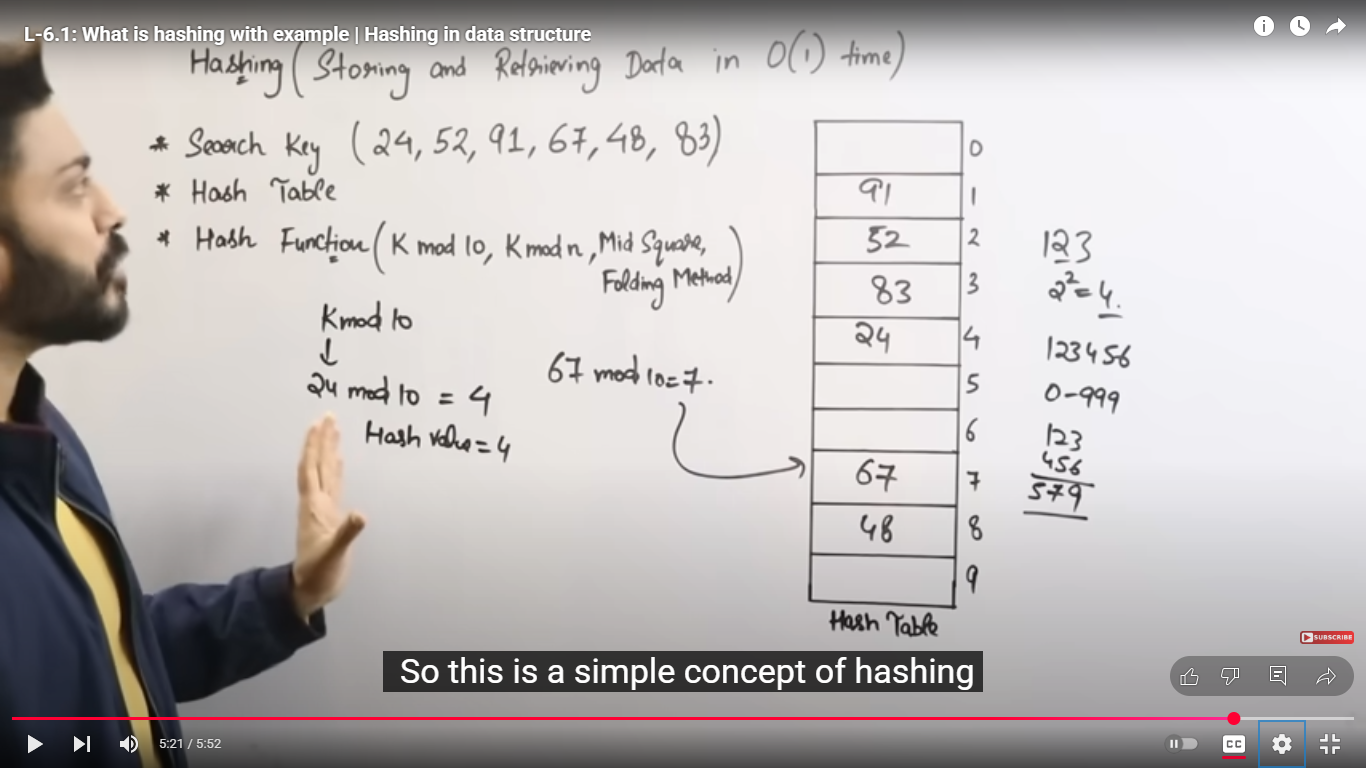 L-6.1: What is hashing with example | Hashing in data structure
Hashing (Storing and Retrieving Data in O(1) time)
* Search Key (24, 52, 91, 67, 48, 83)
* Hash Table
* Hash Function (K mod 10, K mod n, Mid Square,
Folding Method)
K mod 10
↓
24 mod 10 = 4
Hash value = 4
67 mod 10 = 7.
0
91 1
52 2
83 3
24 4
5
6
67 7
48 8
9
Hash Table
123
2² = 4.
123456
0-999
123
456
579
So this is a simple concept of hashing
SUBSCRIBE
5:21 / 5:52
CC